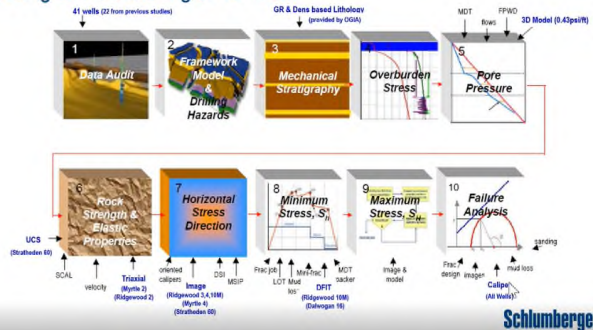 41 wells (22 from previous studies)
GR & Dens based Lithology
(provided by OGIA)
MDT
flows
FPWD
3D Model (0.43psi/ft)
1
Data Audit
2
Framework
Model
&
Drilling
Hazards
3
Mechanical
Stratigraphy
4
Overburden
Stress
5
Pore
Pressure
6
Rock
Strength &
Elastic
Properties
7
Horizontal
Stress
Direction
8
Minimum
Stress, Sh
9
Maximum
Stress, SH
10
Failure
Analysis
UCS
(Stratheden 60)
SCAL
velocity
Triaxial
(Myrtle 2)
(Ridgewood 2)
oriented
calipers
Image
(Ridgewood 3,4,10M)
(Myrtle 4)
(Stratheden 60)
DSI
MSIP
Frac job
LOT
Mud
Mini-frac
DFIT
(Ridgewood 10M)
(Dalwogan 16)
MDT
Image &
model
Frac
design
images
Calipe
(All Wells)
mud loss
sanding
Schlumberge